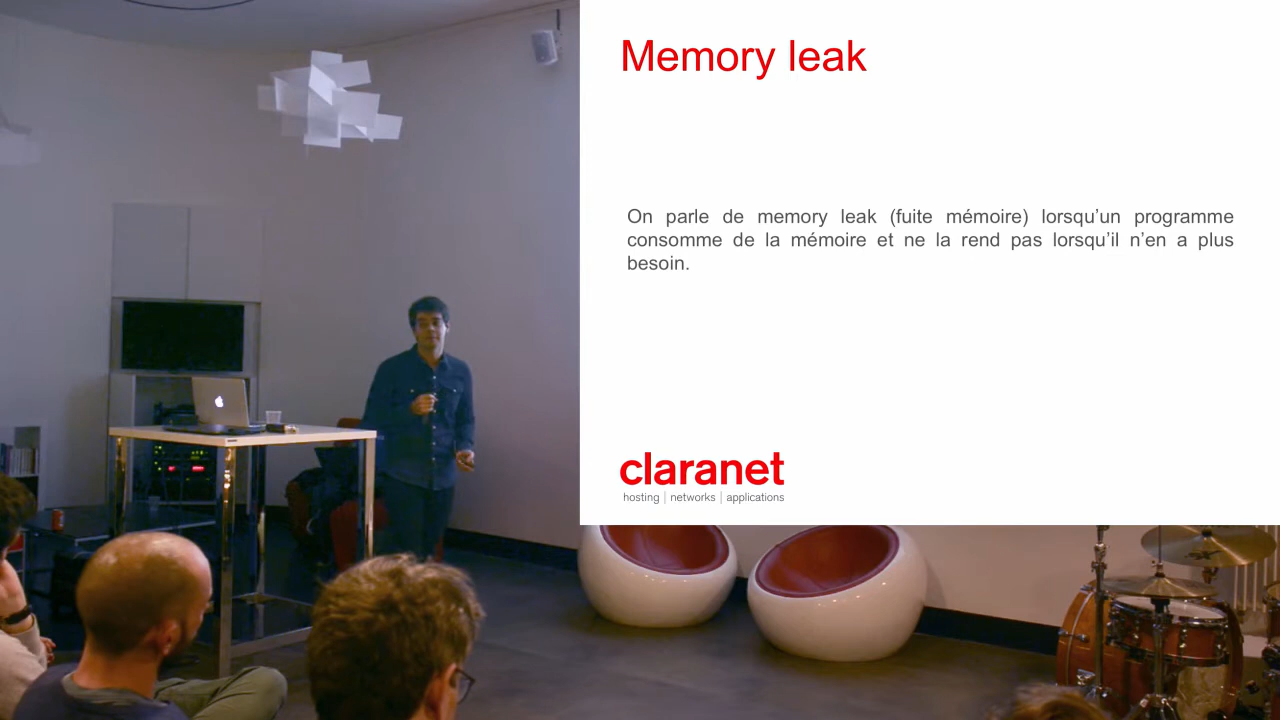 Memory leak
On parle de memory leak (fuite mémoire) lorsqu’un programme
consomme de la mémoire et ne la rend pas lorsqu’il n’en a plus
besoin.
claranet
hosting | networks | applications